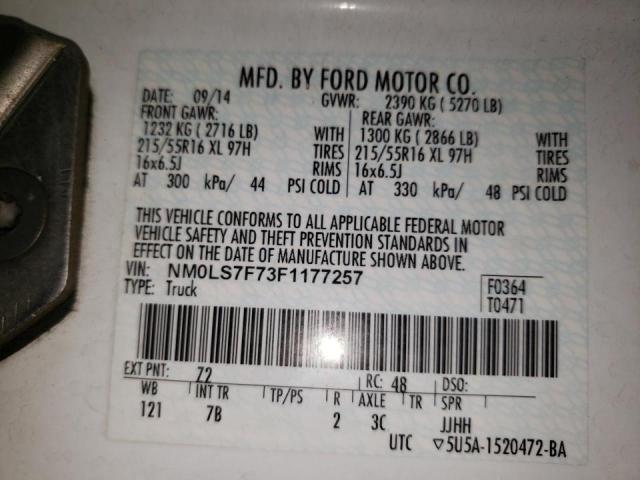 MFD. BY FORD MOTOR CO.
DATE: 09/14 GVWR: 2390 KG ( 5270 LB)
FRONT GAWR: REAR GAWR:
1232 KG ( 2716 LB) WITH 1300 KG ( 2866 LB) WITH
215/55R16 XL 97H TIRES 215/55R16 XL 97H TIRES
16x6.5J RIMS 16x6.5J RIMS
AT 300 kPa/ 44 PSI COLD AT 330 kPa/ 48 PSI COLD
THIS VEHICLE CONFORMS TO ALL APPLICABLE FEDERAL MOTOR
VEHICLE SAFETY AND THEFT PREVENTION STANDARDS IN
EFFECT ON THE DATE OF MANUFACTURE SHOWN ABOVE.
VIN: NM0LS7F73F1177257 F0364
TYPE: Truck T0471
EXT PNT: 72 RC: 48 DSO:
WB INT TR TP/PS R AXLE TR SPR
121 7B 2 3C JJHH
UTC ▽5U5A-1520472-BA